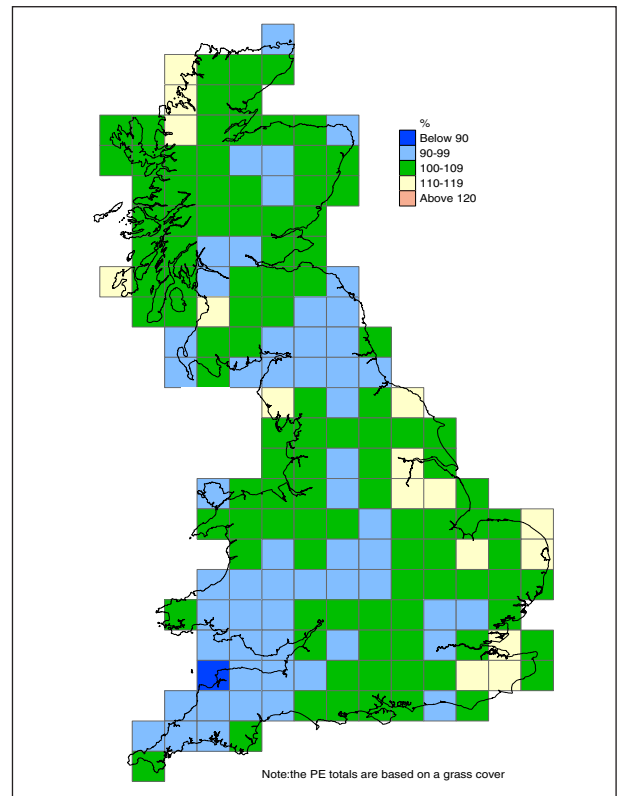 %
Below 90
90-99
100-109
110-119
Above 120
Note:the PE totals are based on a grass cover